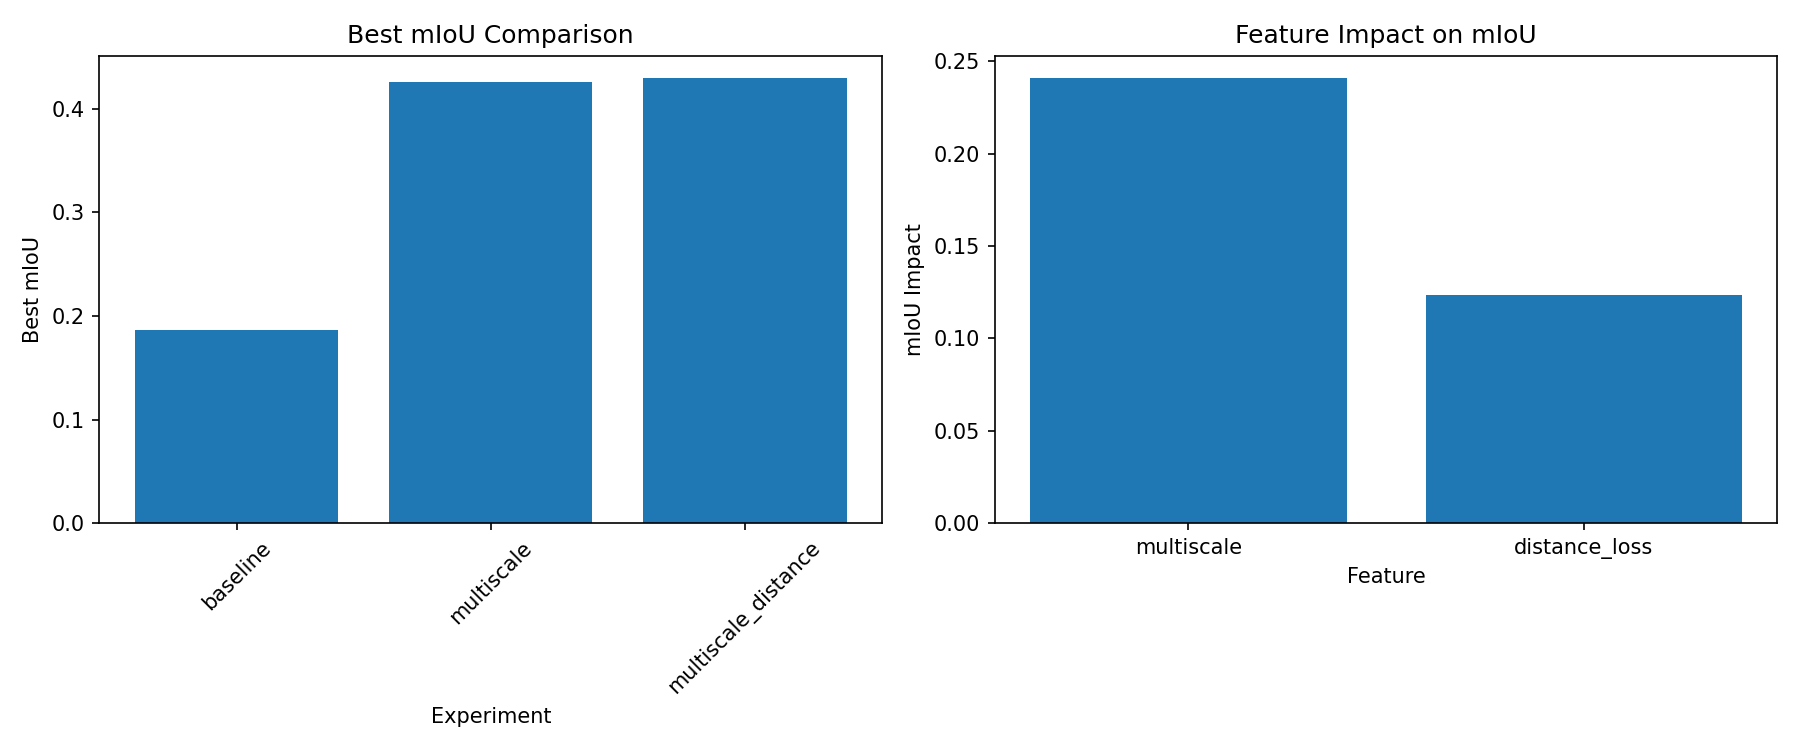 Best mIoU Comparison
Best mIoU
0.4
0.3
0.2
0.1
0.0
baseline
multiscale
multiscale_distance
Experiment
Feature Impact on mIoU
mIoU Impact
0.25
0.20
0.15
0.10
0.05
0.00
multiscale
distance_loss
Feature